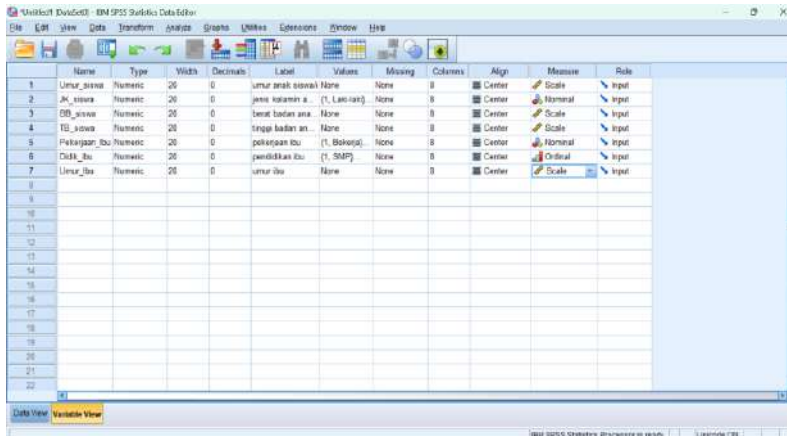 *Untitled1 [DataSet0] - IBM SPSS Statistics Data Editor
File Edit View Data Transform Analyze Graphs Utilities Extensions Window Help
Name Type Width Decimals Label Values Missing Columns Align Measure Role
1 Umur_siswa Numeric 20 0 umur anak siswa/i None None 8 Center Scale Input
2 JK_siswa Numeric 20 0 jenis kelamin a... {1, Laki-laki}... None 8 Center Nominal Input
3 BB_siswa Numeric 20 0 berat badan ana... None None 8 Center Scale Input
4 TB_siswa Numeric 20 0 tinggi badan an... None None 8 Center Scale Input
5 Pekerjaan_Ibu Numeric 20 0 pekerjaan ibu {1, Bekerja}... None 8 Center Nominal Input
6 Didik_Ibu Numeric 20 0 pendidikan ibu {1, SMP}... None 8 Center Ordinal Input
7 Umur_Ibu Numeric 20 0 umur ibu None None 8 Center Scale Input
8
9
10
11
12
13
14
15
16
17
18
19
20
21
22
Data View Variable View
IBM SPSS Statistics Processor is ready Unicode:ON